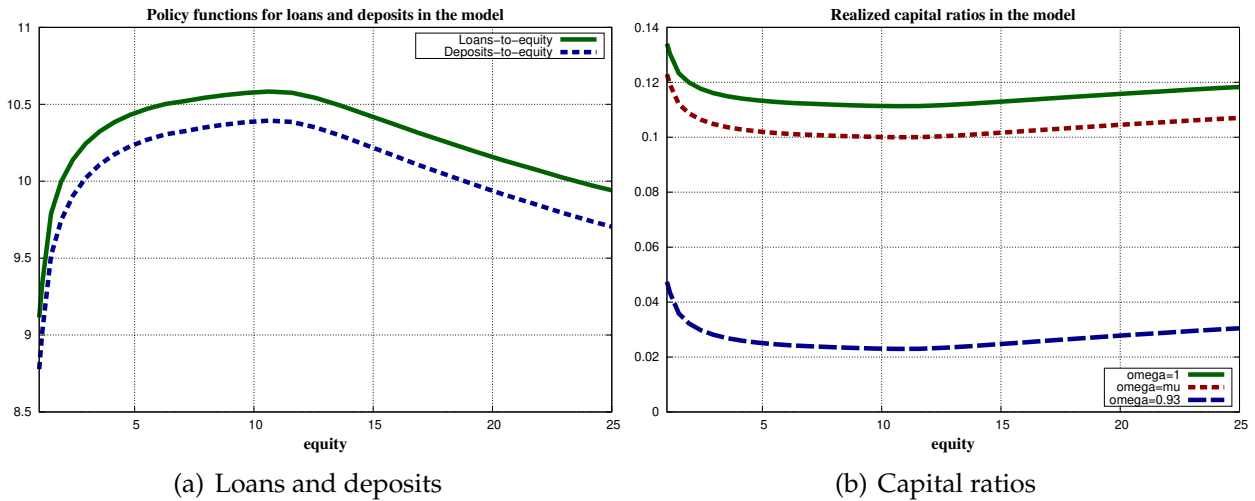 Policy functions for loans and deposits in the model
11
10.5
10
9.5
9
8.5
Loans-to-equity
Deposits-to-equity
5
10
15
20
25
equity
(a) Loans and deposits
Realized capital ratios in the model
0.14
0.12
0.1
0.08
0.06
0.04
0.02
0
omega=1
omega=mu
omega=0.93
5
10
15
20
25
equity
(b) Capital ratios